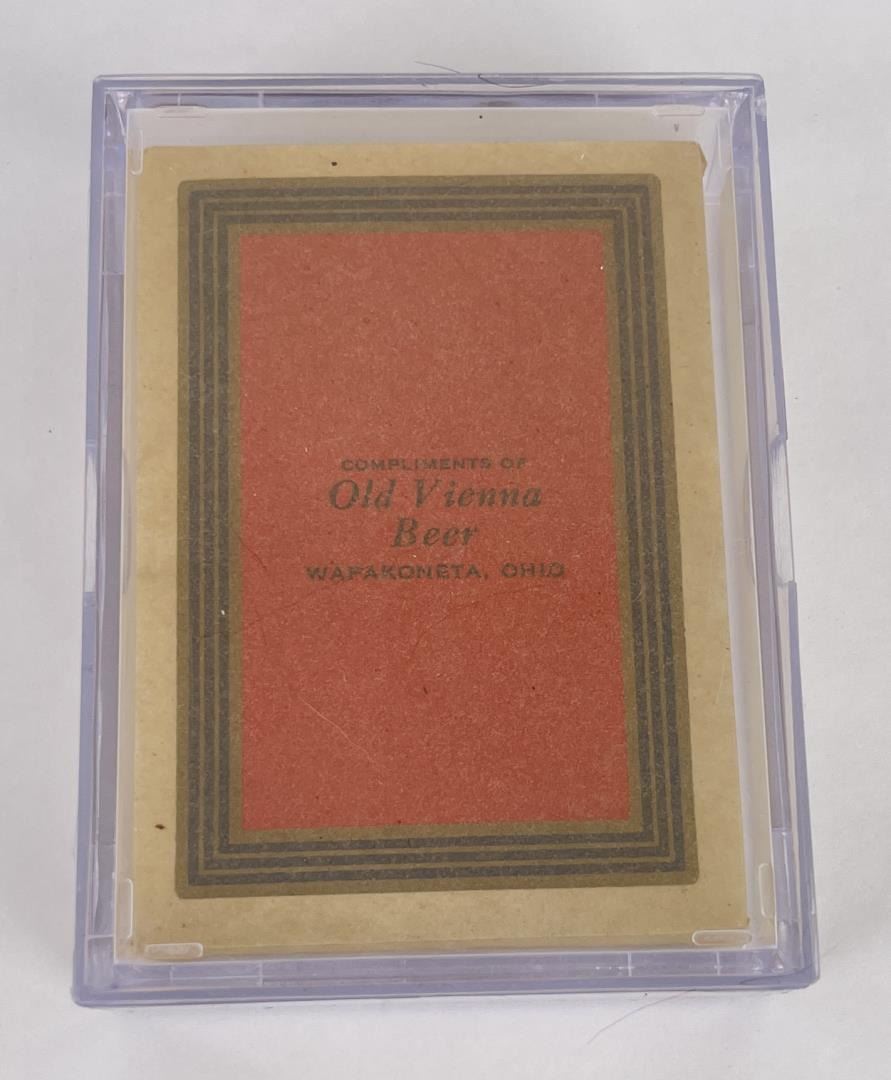 COMPLIMENTS OF
Old Vienna
Beer
WAPAKONETA, OHIO